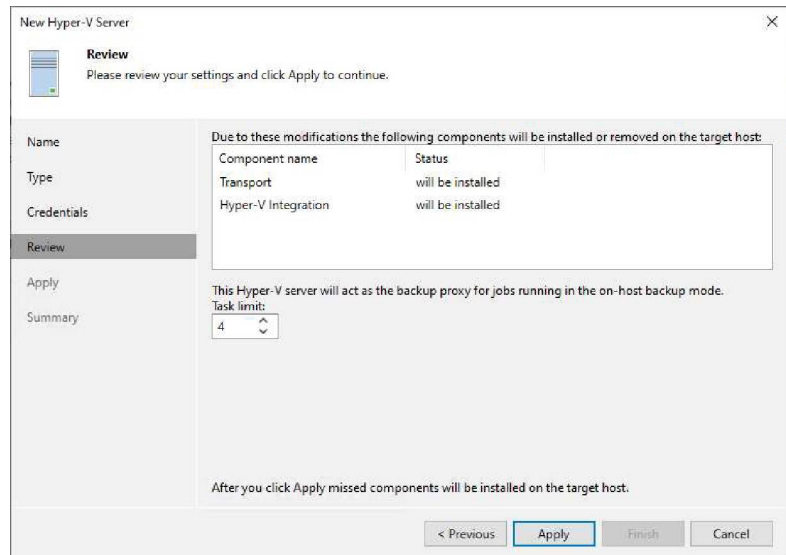 New Hyper-V Server
Review
Please review your settings and click Apply to continue.
Name
Type
Credentials
Review
Apply
Summary
Due to these modifications the following components will be installed or removed on the target host:
Component name Status
Transport will be installed
Hyper-V Integration will be installed
This Hyper-V server will act as the backup proxy for jobs running in the on-host backup mode.
Task limit:
4
After you click Apply missed components will be installed on the target host.
< Previous Apply Finish Cancel